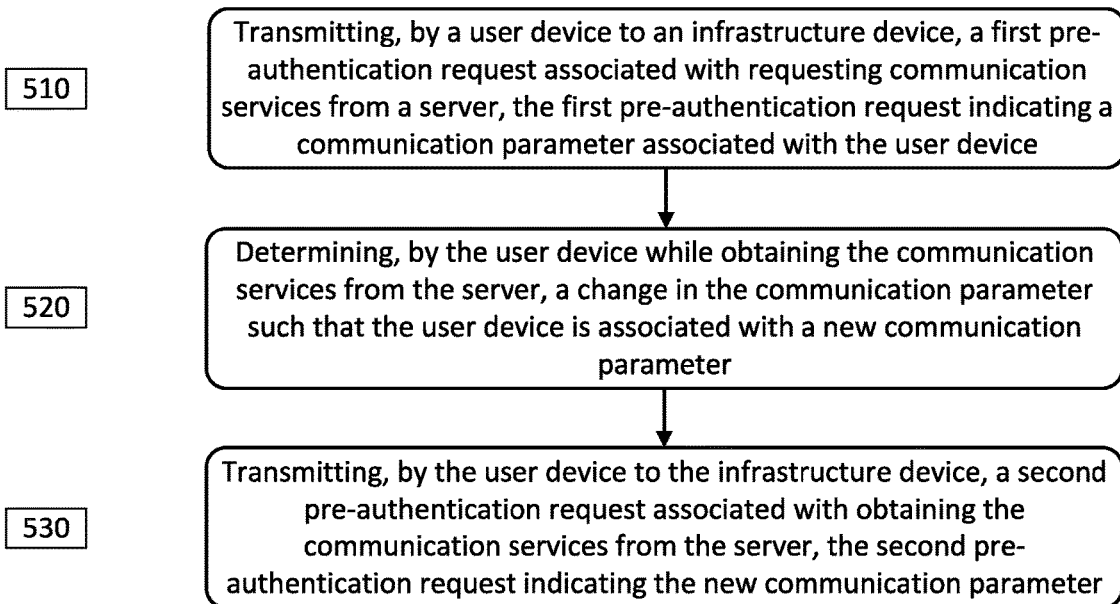 510
Transmitting, by a user device to an infrastructure device, a first pre-
authentication request associated with requesting communication
services from a server, the first pre-authentication request indicating a
communication parameter associated with the user device
520
Determining, by the user device while obtaining the communication
services from the server, a change in the communication parameter
such that the user device is associated with a new communication
parameter
530
Transmitting, by the user device to the infrastructure device, a second
pre-authentication request associated with obtaining the
communication services from the server, the second pre-
authentication request indicating the new communication parameter